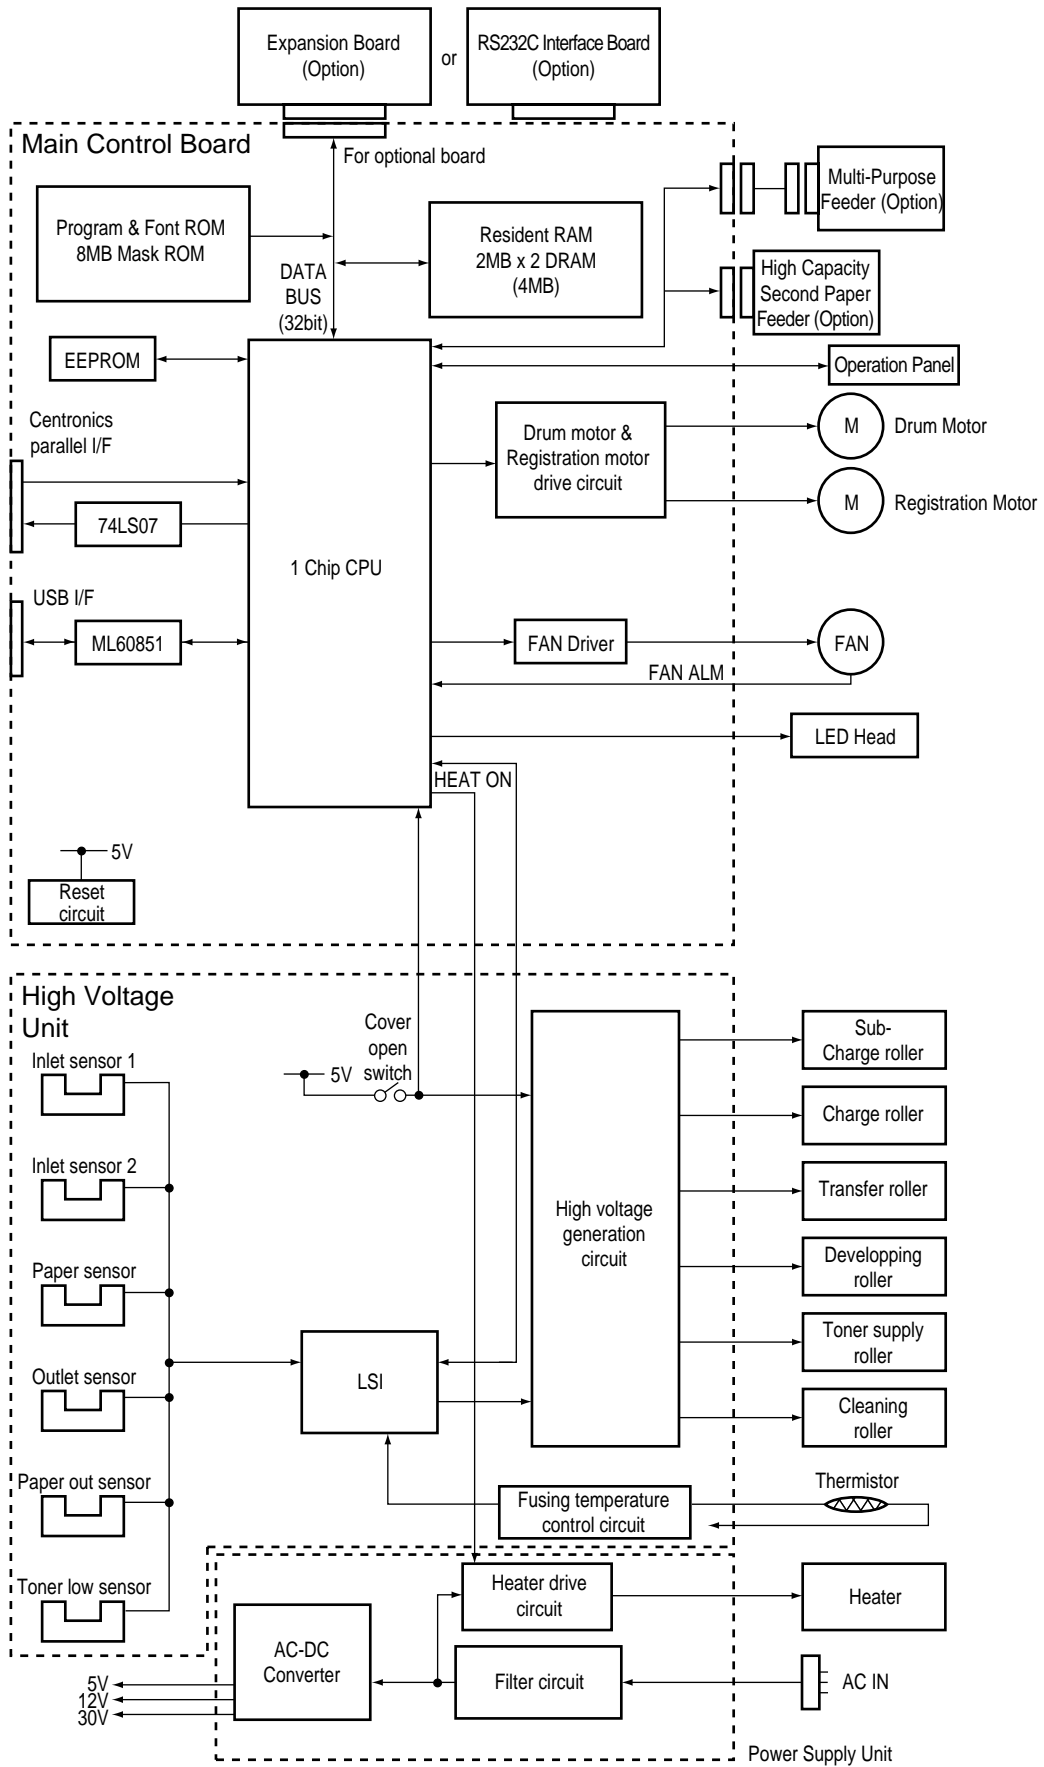 Expansion Board
(Option)
or
RS232C Interface Board
(Option)
Main Control Board
For optional board
Program & Font ROM
8MB Mask ROM
Resident RAM
2MB x 2 DRAM
(4MB)
DATA
BUS
(32bit)
Multi-Purpose
Feeder (Option)
High Capacity
Second Paper
Feeder (Option)
EEPROM
Operation Panel
Centronics
parallel I/F
Drum motor &
Registration motor
drive circuit
M
Drum Motor
M
Registration Motor
74LS07
1 Chip CPU
USB I/F
ML60851
FAN Driver
FAN
FAN ALM
LED Head
HEAT ON
5V
Reset
circuit
High Voltage
Unit
Inlet sensor 1
Cover
open
switch
5V
Sub-
Charge roller
Charge roller
Inlet sensor 2
Transfer roller
High voltage
generation
circuit
Paper sensor
Developping
roller
Toner supply
roller
Outlet sensor
LSI
Cleaning
roller
Paper out sensor
Fusing temperature
control circuit
Thermistor
Toner low sensor
Heater drive
circuit
Heater
AC-DC
Converter
Filter circuit
AC IN
5V
12V
30V
Power Supply Unit